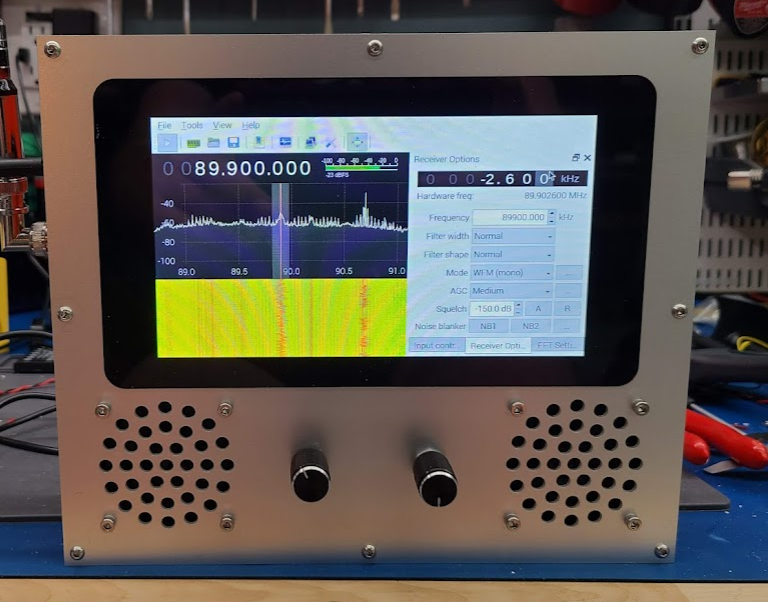 File Tools View Help
0 089.900.000
-100 -80 -60 -40 -20 0
-23 dBFS
-40
-60
-80
-100
89.0 89.5 90.0 90.5 91.0
Receiver Options
0 0 0 -2.6 0 0 kHz
Hardware freq: 89.902600 MHz
Frequency 89900.000 kHz
Filter width Normal
Filter shape Normal
Mode WFM (mono) ...
AGC Medium ...
Squelch -150.0 dB A R
Noise blanker NB1 NB2 ...
Input contr... Receiver Opti... FFT Setti...